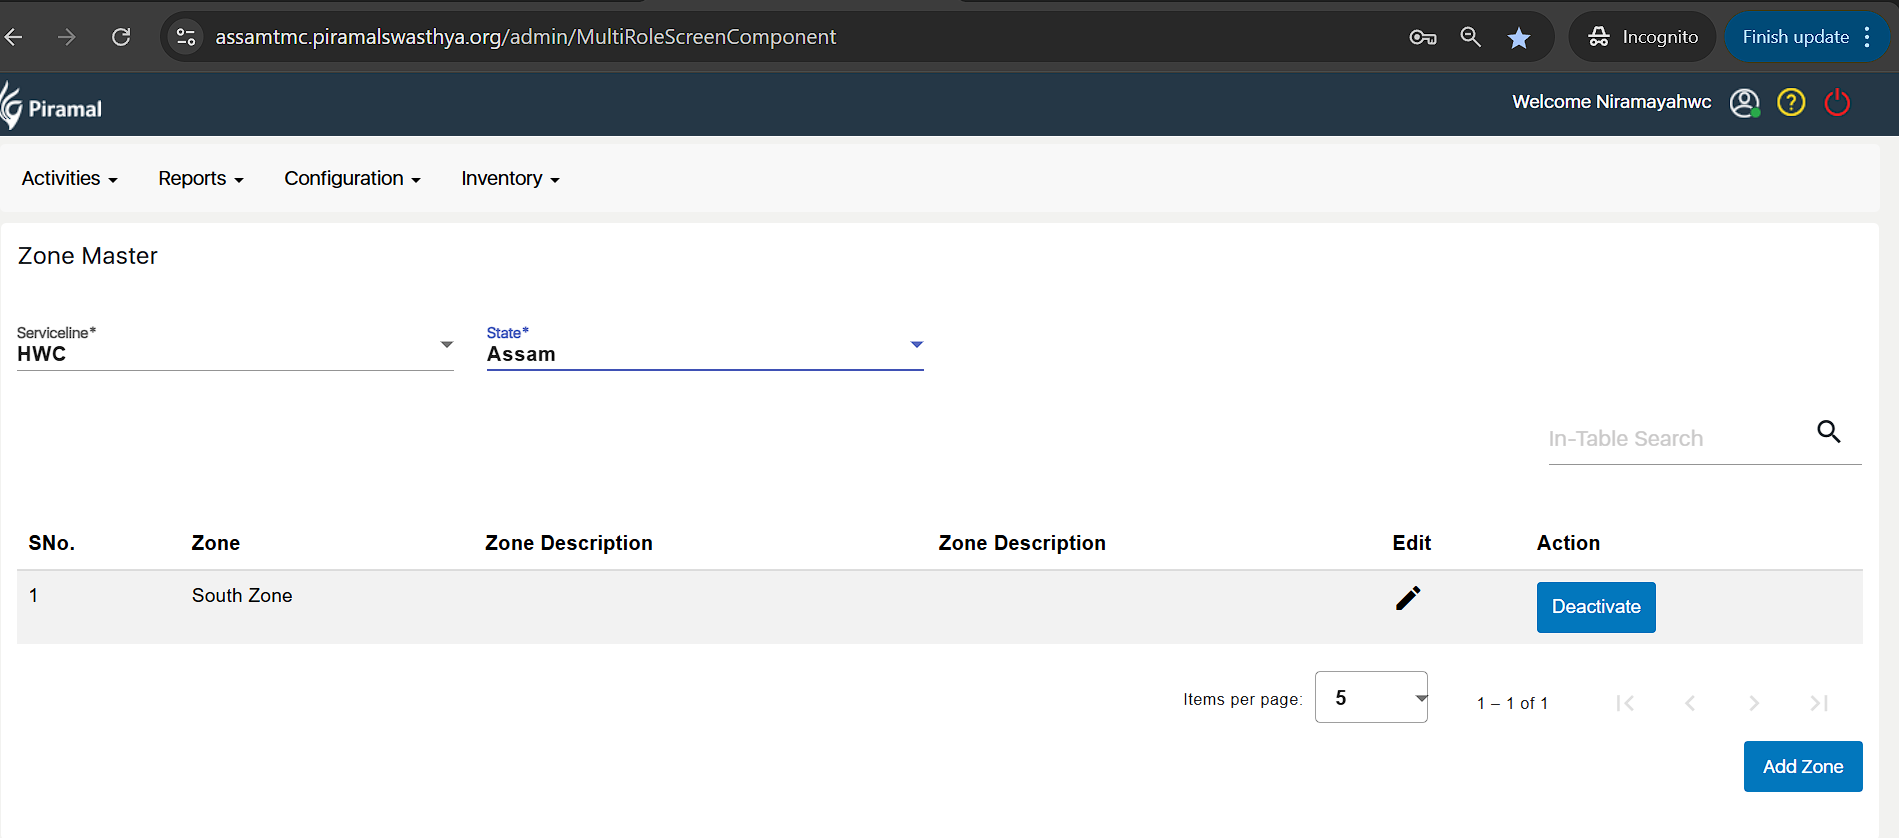 assamtmc.piramalswasthya.org/admin/MultiRoleScreenComponent
Incognito
Finish update
Piramal
Welcome Niramayahwc
?
Activities
Reports
Configuration
Inventory
Zone Master
Serviceline*
HWC
State*
Assam
In-Table Search
SNo. Zone Zone Description Zone Description Edit Action
1 South Zone Deactivate
Items per page: 5 1 – 1 of 1
Add Zone